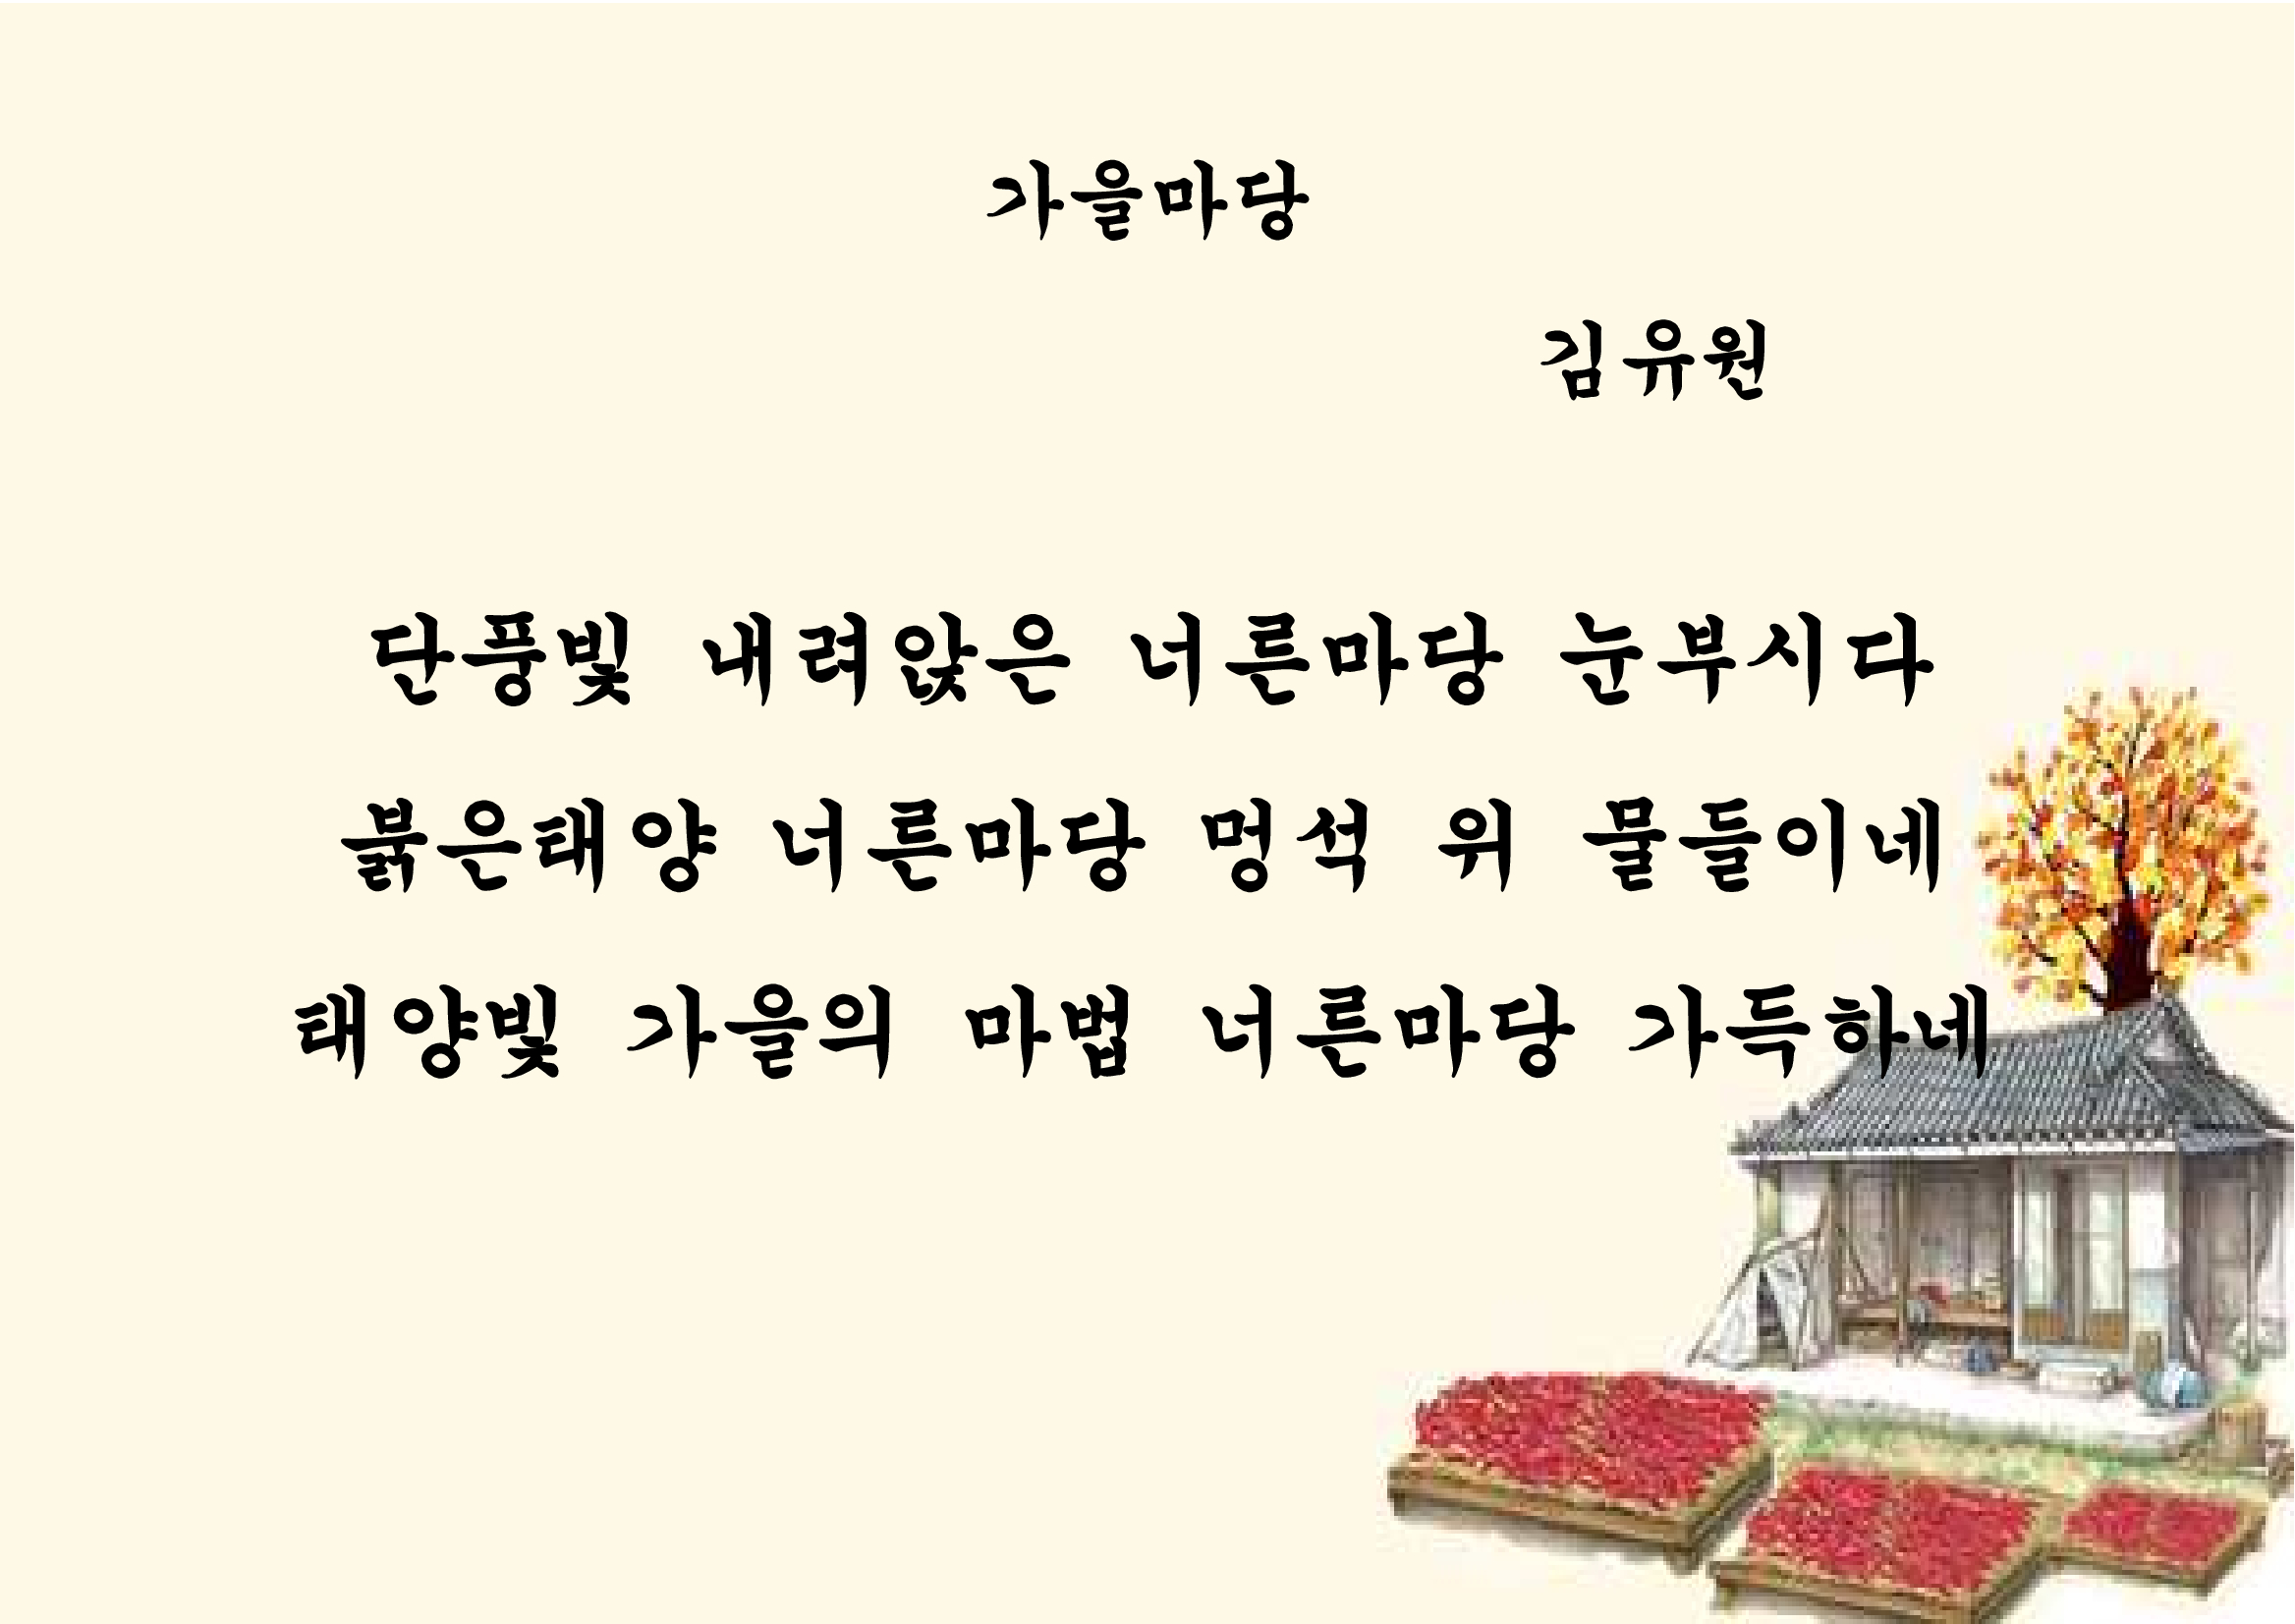 가을마당
김유원
단풍빛 내려앉은 너른마당 눈부시다
붉은태양 너른마당 멍석 위 물들이네
태양빛 가을의 마법 너른마당 가득하네